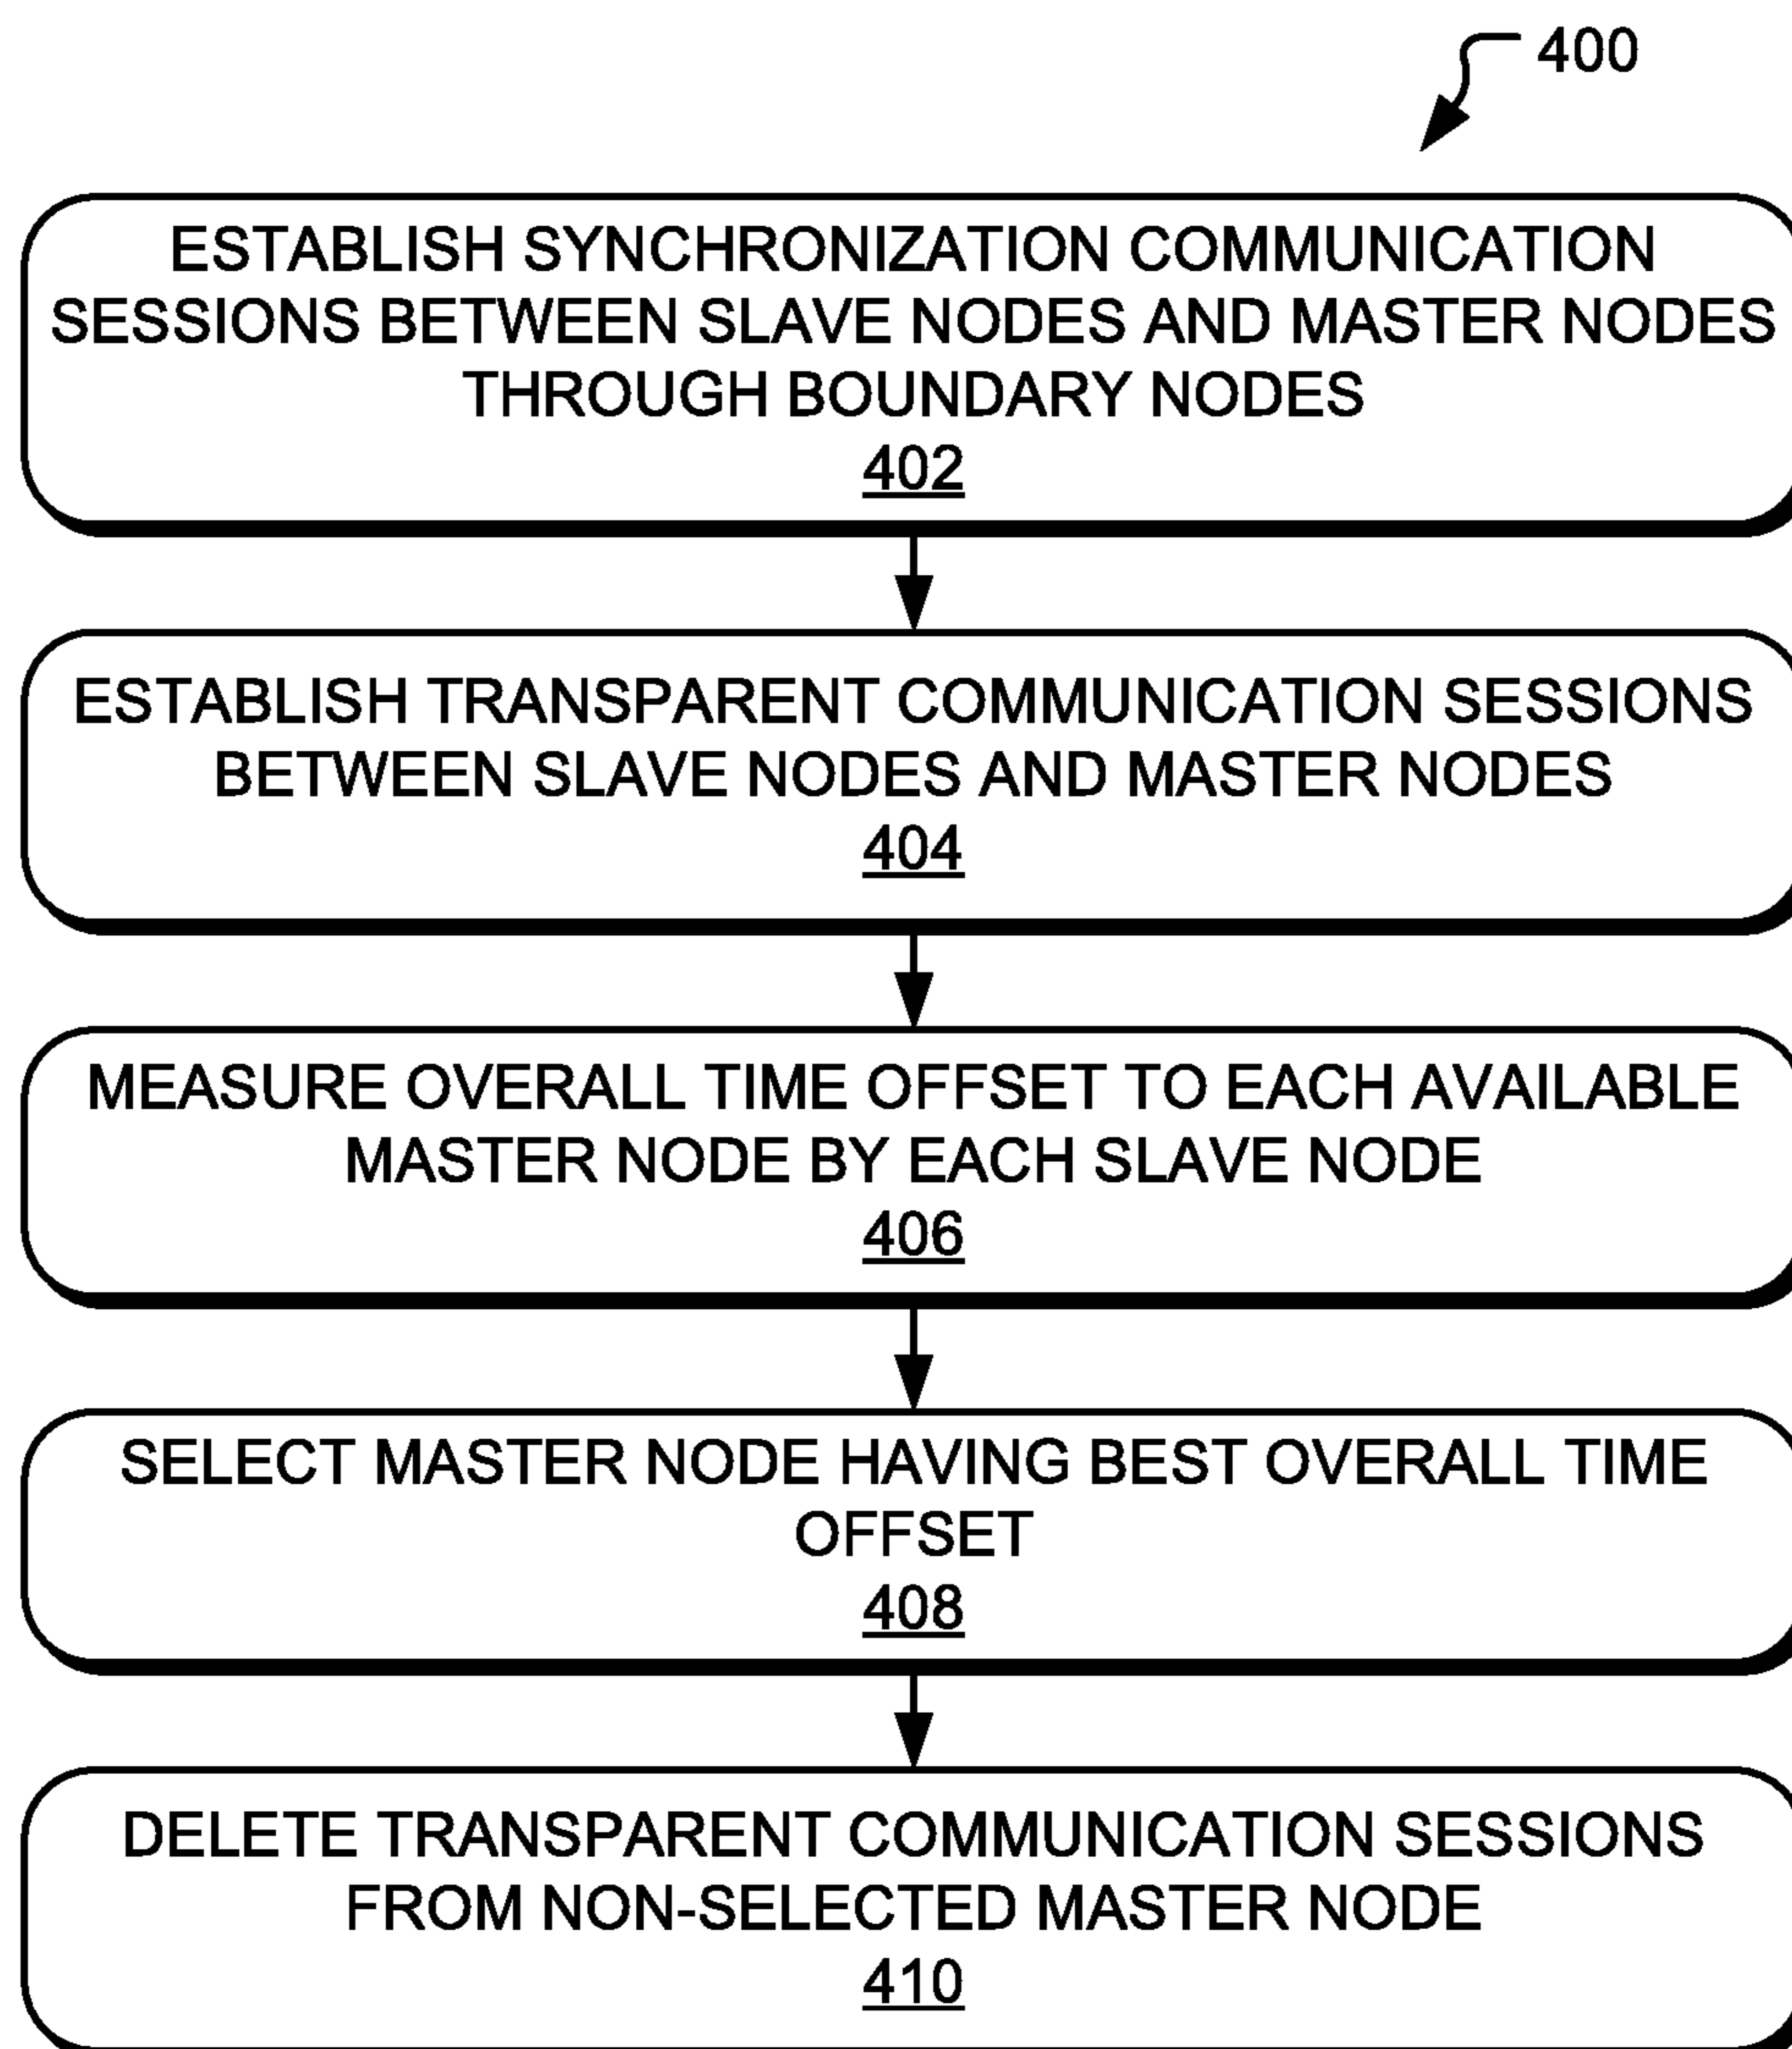 400
ESTABLISH SYNCHRONIZATION COMMUNICATION
SESSIONS BETWEEN SLAVE NODES AND MASTER NODES
THROUGH BOUNDARY NODES
402
ESTABLISH TRANSPARENT COMMUNICATION SESSIONS
BETWEEN SLAVE NODES AND MASTER NODES
404
MEASURE OVERALL TIME OFFSET TO EACH AVAILABLE
MASTER NODE BY EACH SLAVE NODE
406
SELECT MASTER NODE HAVING BEST OVERALL TIME
OFFSET
408
DELETE TRANSPARENT COMMUNICATION SESSIONS
FROM NON-SELECTED MASTER NODE
410